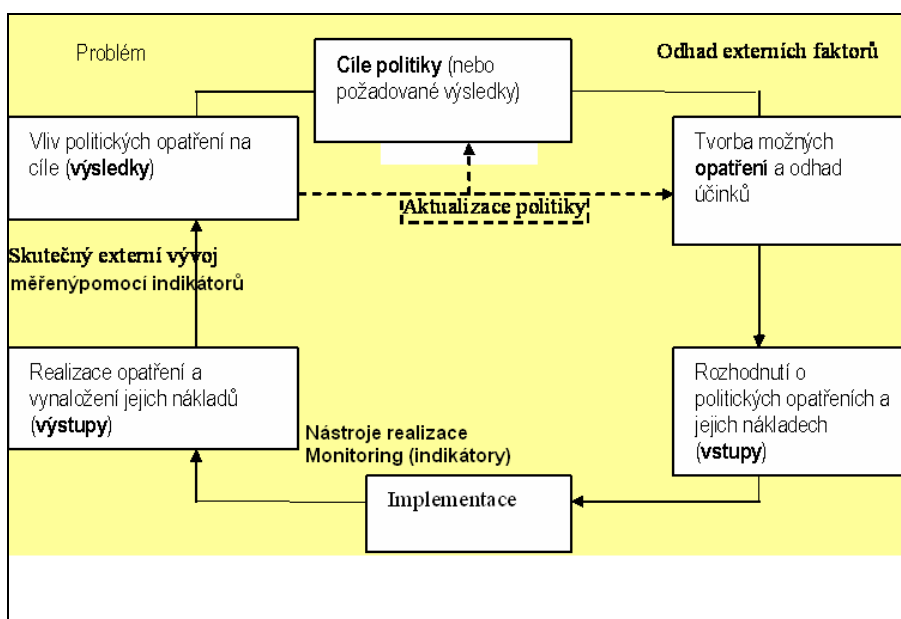 Problém
Cíle politiky (nebo
požadované výsledky)
Odhad externích faktorů
Vliv politických opatření na
cíle (výsledky)
Tvorba možných
opatření a odhad
účinků
Aktualizace politiky
Skutečný externí vývoj
měřenýpomocí indikátorů
Realizace opatření a
vynaložení jejich nákladů
(výstupy)
Rozhodnutí o
politických opatřeních a
jejich nákladech
(vstupy)
Nástroje realizace
Monitoring (indikátory)
Implementace